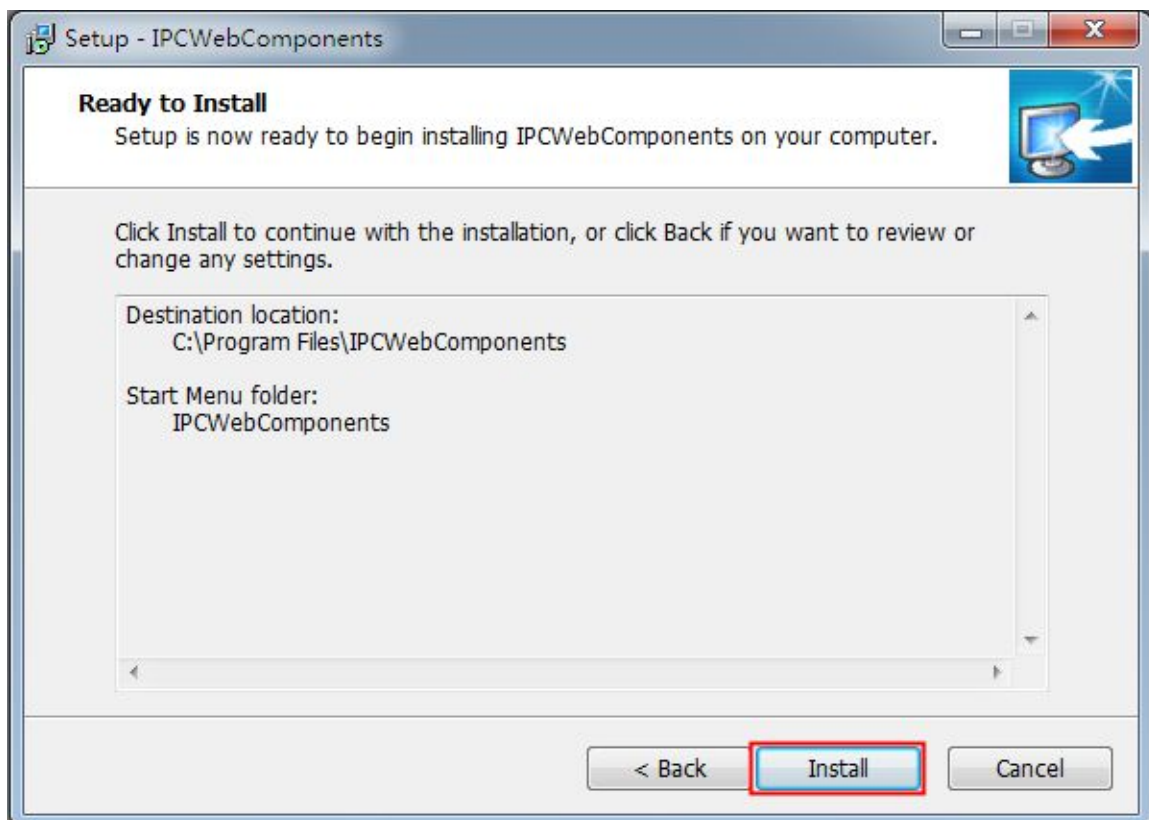 Setup - IPCWebComponents
Ready to Install
Setup is now ready to begin installing IPCWebComponents on your computer.
Click Install to continue with the installation, or click Back if you want to review or
change any settings.
Destination location:
C:\Program Files\IPCWebComponents
Start Menu folder:
IPCWebComponents
< Back
Install
Cancel